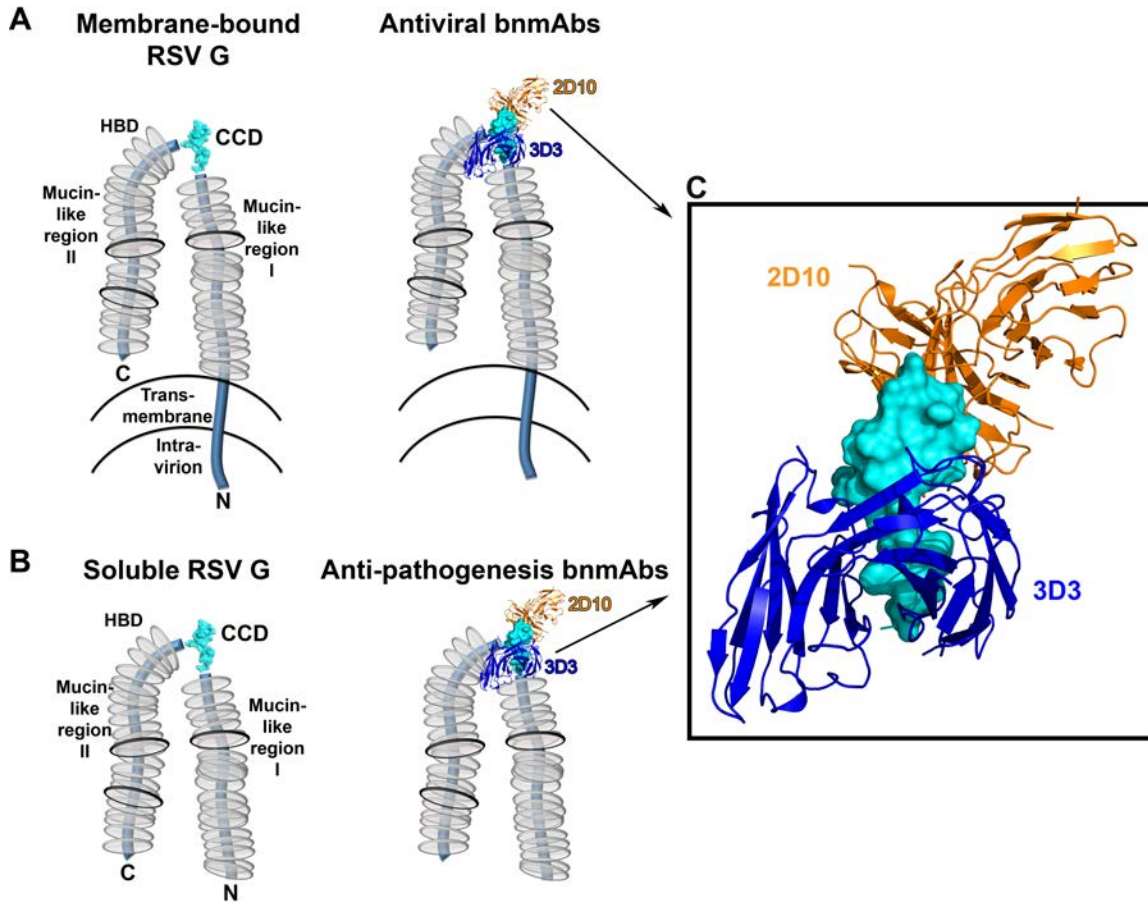 A
Membrane-bound
RSV G
HBD
CCD
Mucin-
like
region
II
Mucin-
like
region
I
C
Trans-
membrane
Intra-
virion
N
Antiviral bnmAbs
2D10
3D3
C
2D10
3D3
B
Soluble RSV G
HBD
CCD
Mucin-
like
region
II
Mucin-
like
region
I
C
N
Anti-pathogenesis bnmAbs
2D10
3D3